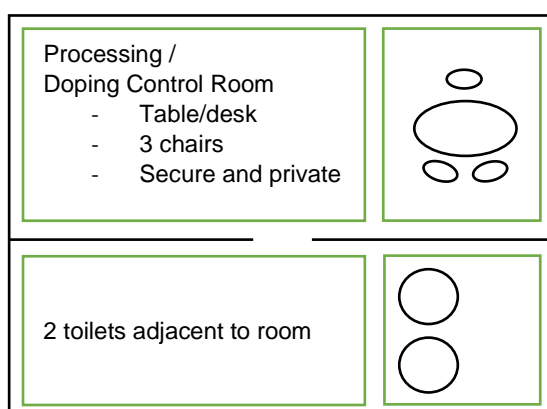 Processing /
Doping Control Room
- Table/desk
- 3 chairs
- Secure and private
2 toilets adjacent to room